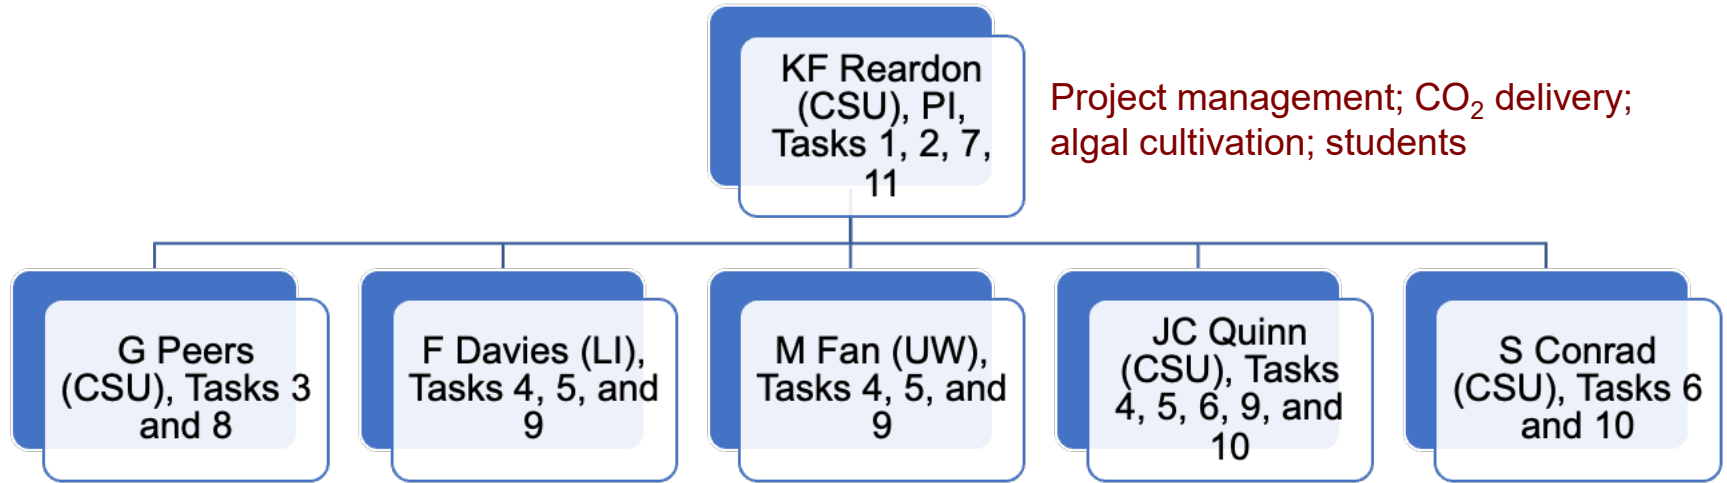 KF Reardon
(CSU), PI,
Tasks 1, 2, 7,
11
Project management; CO₂ delivery;
algal cultivation; students
G Peers
(CSU), Tasks 3
and 8
F Davies (LI),
Tasks 4, 5, and
9
M Fan (UW),
Tasks 4, 5, and
9
JC Quinn
(CSU), Tasks
4, 5, 6, 9, and
10
S Conrad
(CSU), Tasks 6
and 10